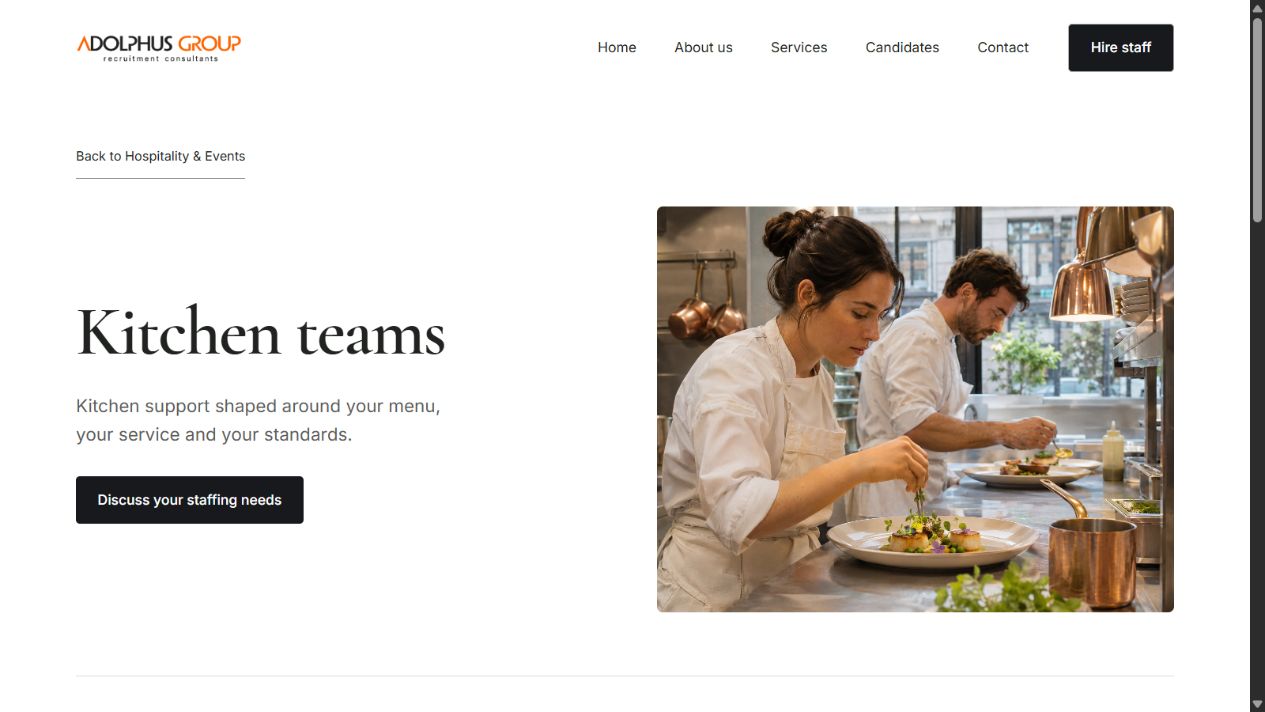 ADOLPHUS GROUP
recruitment consultants
Home
About us
Services
Candidates
Contact
Hire staff
Back to Hospitality & Events
Kitchen teams
Kitchen support shaped around your menu,
your service and your standards.
Discuss your staffing needs